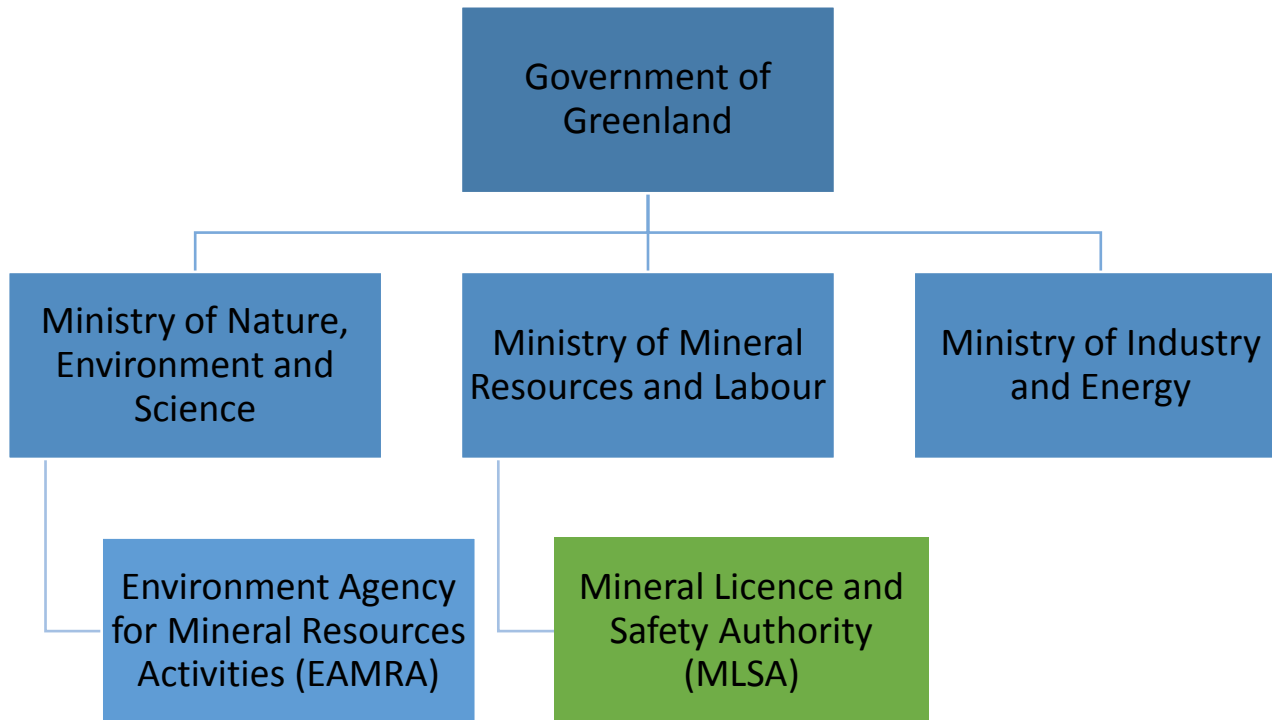 Government of
Greenland
Ministry of Nature,
Environment and
Science
Ministry of Mineral
Resources and Labour
Ministry of Industry
and Energy
Environment Agency
for Mineral Resources
Activities (EAMRA)
Mineral Licence and
Safety Authority
(MLSA)